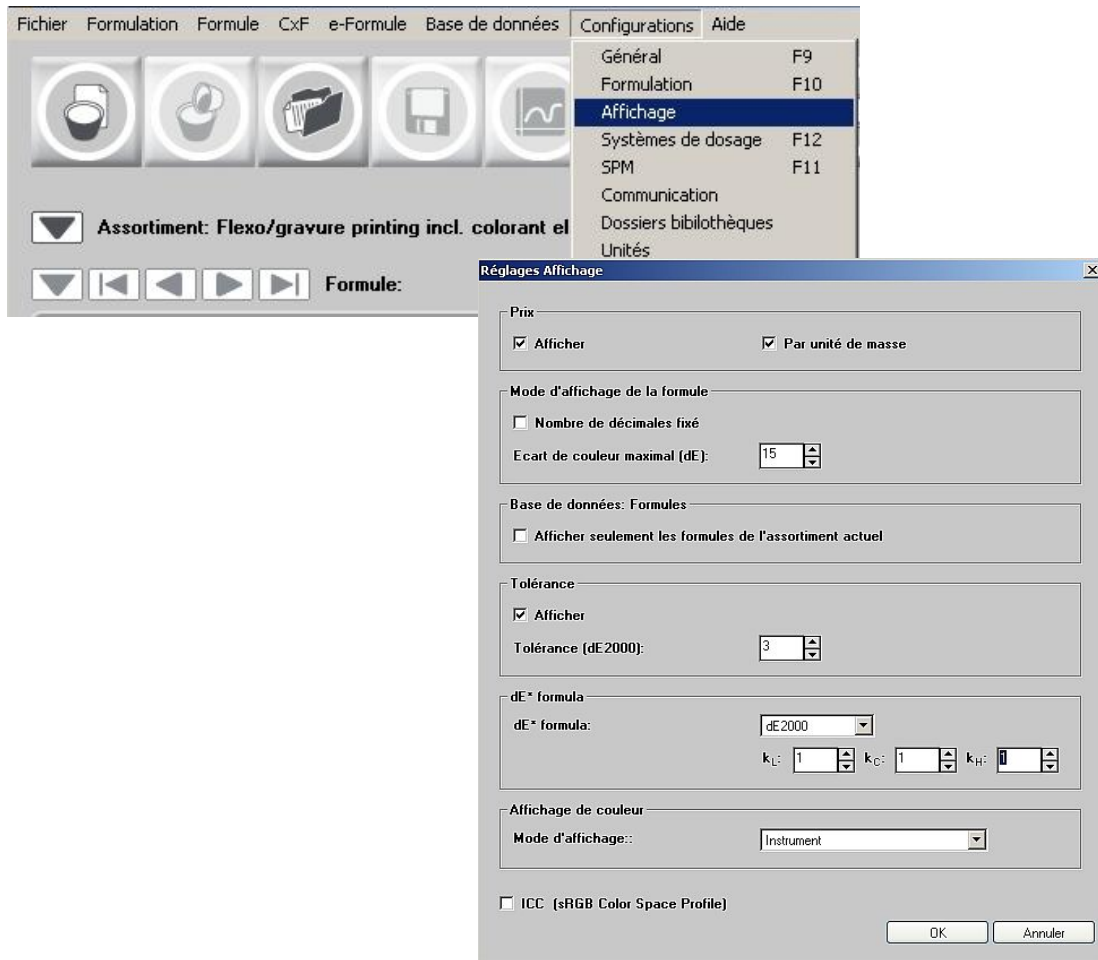 Fichier Formulation Formule CxF e-Formule Base de données Configurations Aide
Général F9
Formulation F10
Affichage
Systèmes de dosage F12
SPM F11
Communication
Dossiers bibilothèques
Unités
Assortiment: Flexo/gravure printing incl. colorant el
Formule:
Réglages Affichage
Prix
Afficher Par unité de masse
Mode d'affichage de la formule
Nombre de décimales fixé
Ecart de couleur maximal (dE): 15
Base de données: Formules
Afficher seulement les formules de l'assortiment actuel
Tolérance
Afficher
Tolérance (dE2000): 3
dE* formula
dE* formula: dE2000
kL: 1 kC: 1 kH: 1
Affichage de couleur
Mode d'affichage:: Instrument
ICC (sRGB Color Space Profile)
OK Annuler